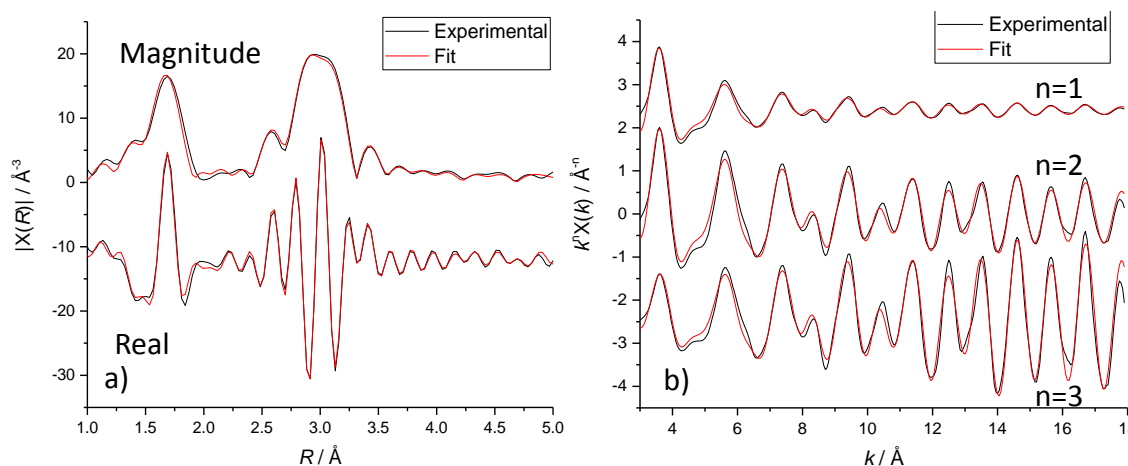 Experimental
Fit
Magnitude
Real
a)
20
10
0
-10
-20
-30
1.0 1.5 2.0 2.5 3.0 3.5 4.0 4.5 5.0
|X(R)| / Å-3
R / Å
Experimental
Fit
n=1
n=2
n=3
b)
4
3
2
1
0
-1
-2
-3
-4
4 6 8 10 12 14 16 18
knX(k) / Å-n
k / Å